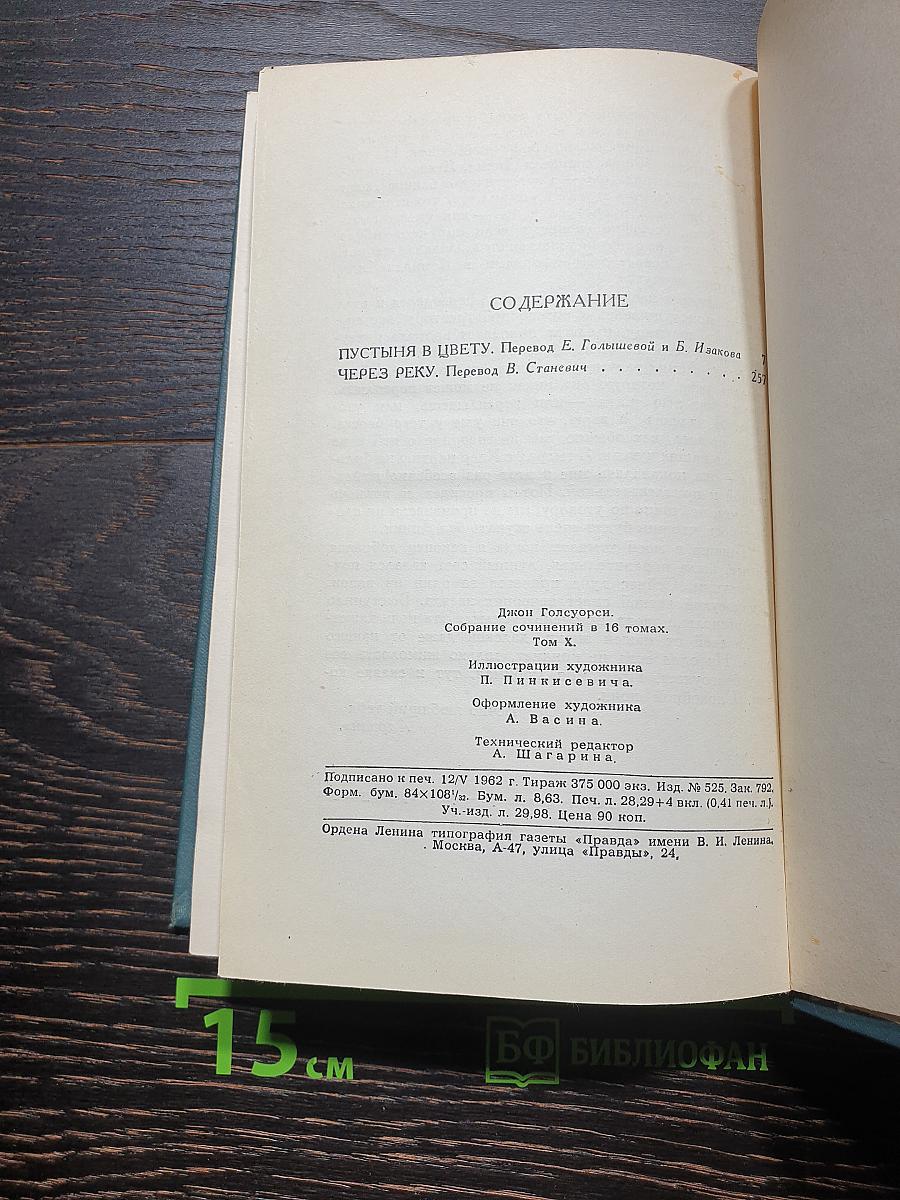 СОДЕРЖАНИЕ
ПУСТЫНЯ В ЦВЕТУ. Перевод Е. Голышевой и Б. Изакова 7
ЧЕРЕЗ РЕКУ. Перевод В. Станевич . . . . . . . . . . 257
Джон Голсуорси.
Собрание сочинений в 16 томах.
Том X.
Иллюстрации художника
П. Пинкисевича.
Оформление художника
А. Васина.
Технический редактор
А. Шагарина.
Подписано к печ. 12/V 1962 г. Тираж 375 000 экз. Изд. № 525. Зак. 792.
Форм. бум. 84×108¹/₃₂. Бум. л. 8,63. Печ. л. 28,29+4 вкл. (0,41 печ. л.).
Уч.-изд. л. 29,98. Цена 90 коп.
Ордена Ленина типография газеты «Правда» имени В. И. Ленина.
Москва, А-47, улица «Правды», 24.
15 см
БФ БИБЛИОФАН